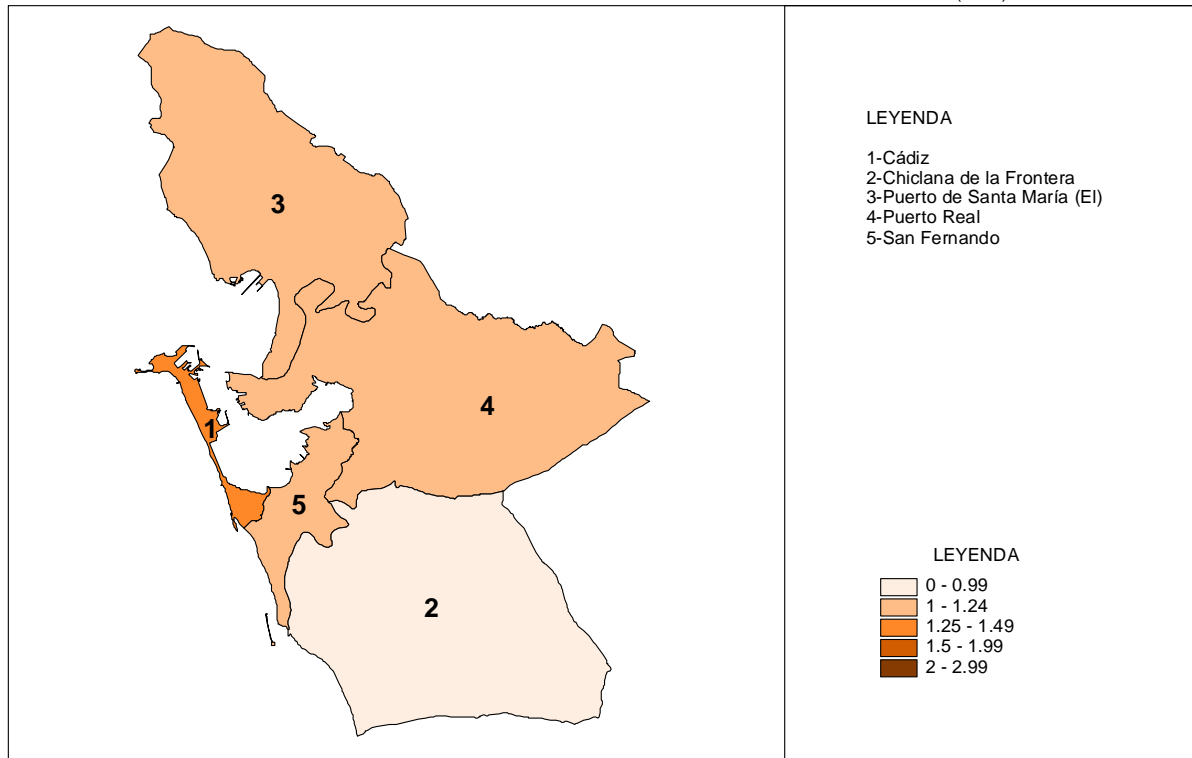 3
4
1
5
2
LEYENDA
1-Cádiz
2-Chiclana de la Frontera
3-Puerto de Santa María (El)
4-Puerto Real
5-San Fernando
LEYENDA
0 - 0.99
1 - 1.24
1.25 - 1.49
1.5 - 1.99
2 - 2.99